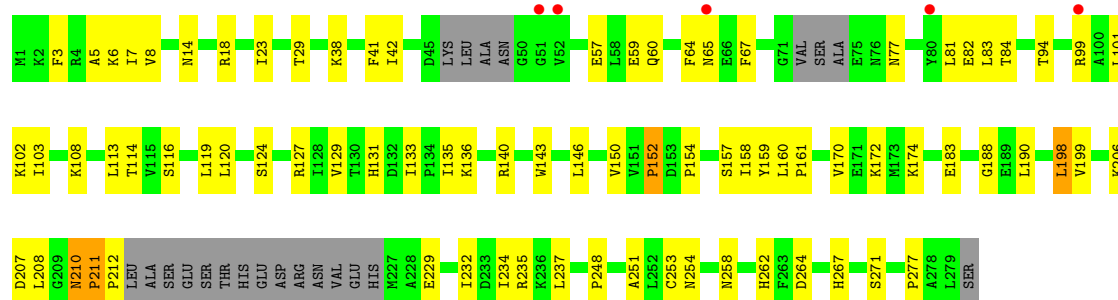 M1 K2 F3 R4 A5 K6 I7 V8 N14 R18 I23 T29 K38 F41 I42 D45 LYS LEU ALA ASN G50 G51 V52 E57 L58 E59 Q60 F64 N65 E66 F67 G71 VAL SER ALA E75 N76 N77 Y80 L81 E82 L83 T84 T94 R99 A100 L101
K102 I103 K108 L113 T114 V115 S116 L119 L120 S124 R127 I128 V129 T130 H131 D132 I133 P134 I135 K136 R140 W143 L146 V150 V151 P152 D153 P154 S157 I158 Y159 L160 P161 V170 E171 K172 M173 K174 E183 G188 E189 L190 L198 V199 K206
D207 L208 G209 N210 P211 P212 LEU ALA SER GLU SER THR HIS GLU ASP ARG ASN VAL GLU HIS M227 A228 E229 I232 D233 I234 R235 K236 L237 P248 A251 L252 C253 N254 N258 H262 F263 D264 H267 S271 P277 A278 L279 SER